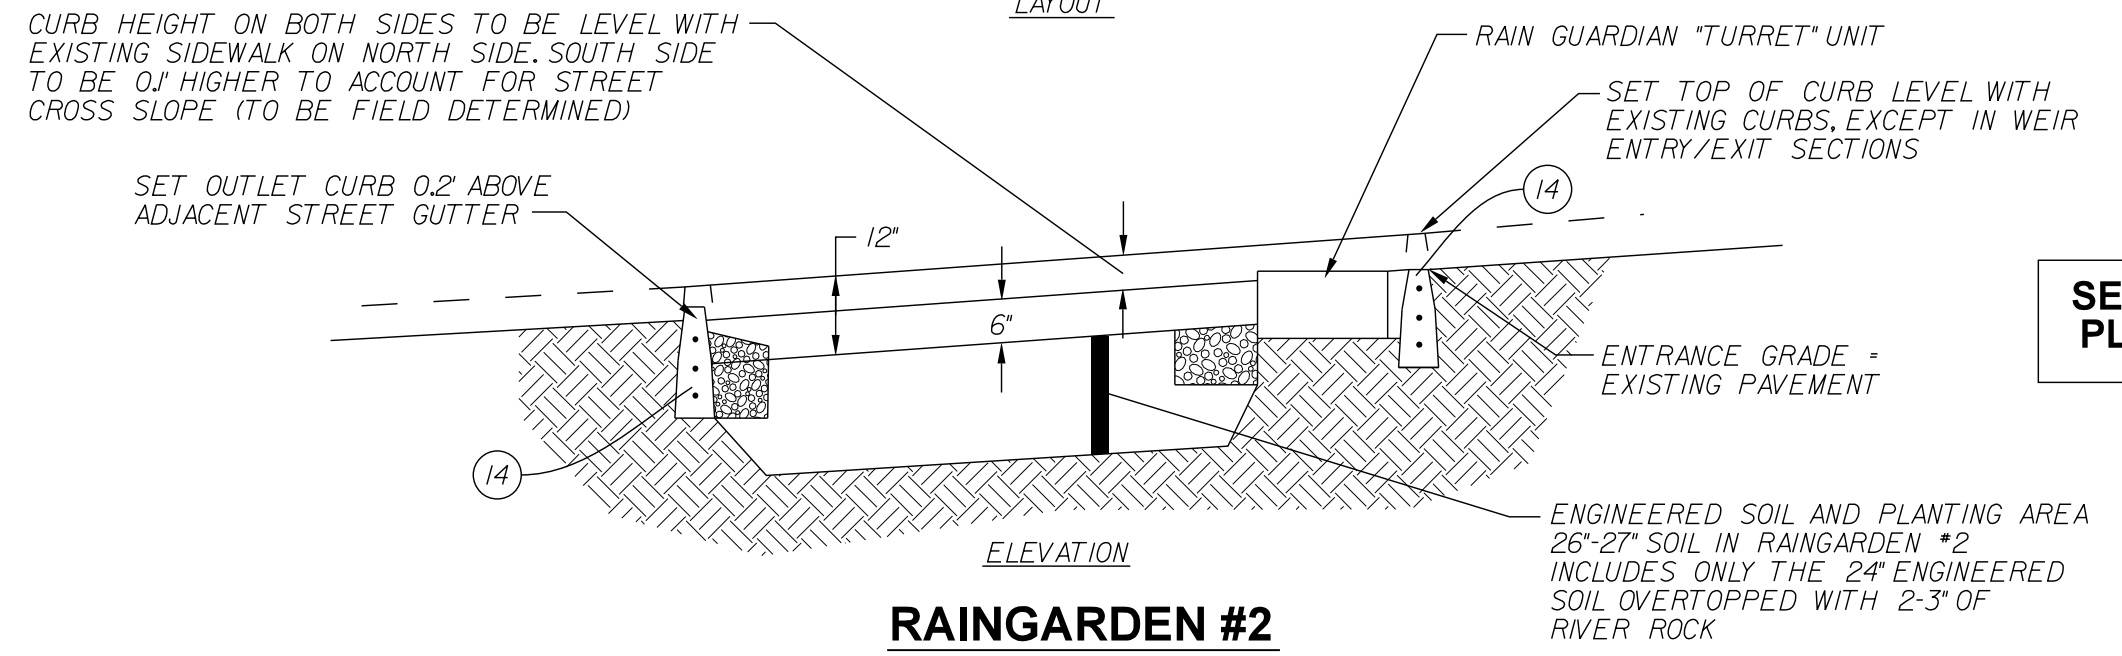 LAYOUT
CURB HEIGHT ON BOTH SIDES TO BE LEVEL WITH
EXISTING SIDEWALK ON NORTH SIDE. SOUTH SIDE
TO BE 0.1' HIGHER TO ACCOUNT FOR STREET
CROSS SLOPE (TO BE FIELD DETERMINED)
RAIN GUARDIAN "TURRET" UNIT
SET TOP OF CURB LEVEL WITH
EXISTING CURBS, EXCEPT IN WEIR
ENTRY/EXIT SECTIONS
14
SET OUTLET CURB 0.2' ABOVE
ADJACENT STREET GUTTER
12"
6"
SE
PL
ENTRANCE GRADE =
EXISTING PAVEMENT
14
ENGINEERED SOIL AND PLANTING AREA
26"-27" SOIL IN RAINGARDEN #2
INCLUDES ONLY THE 24" ENGINEERED
SOIL OVERTOPPED WITH 2-3" OF
RIVER ROCK
ELEVATION
RAINGARDEN #2